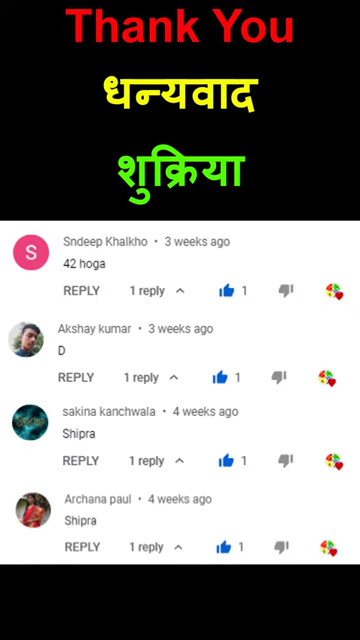 Thank You
धन्यवाद
शुक्रिया
S
Sndeep Khalkho • 3 weeks ago
42 hoga
REPLY 1 reply 1
Akshay kumar • 3 weeks ago
D
REPLY 1 reply 1
sakina kanchwala • 4 weeks ago
Shipra
REPLY 1 reply 1
Archana paul • 4 weeks ago
Shipra
REPLY 1 reply 1